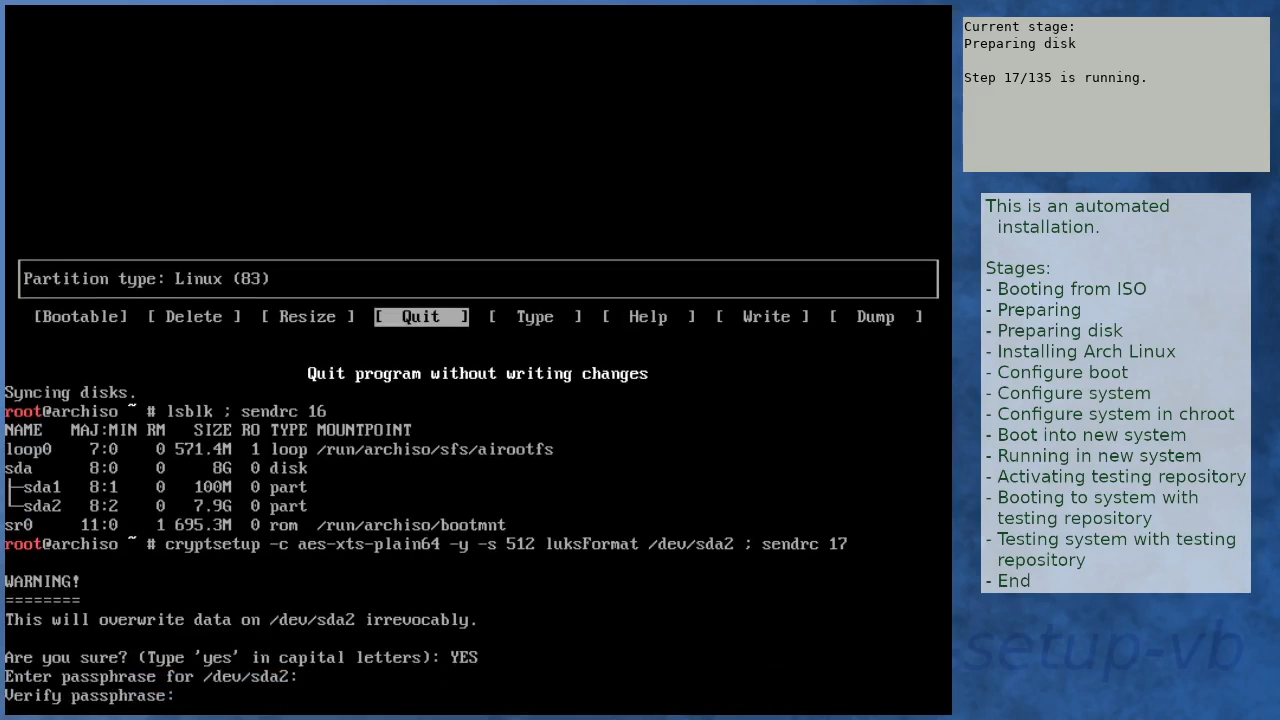 Partition type: Linux (83)
[Bootable] [ Delete ] [ Resize ] [ Quit ] [ Type ] [ Help ] [ Write ] [ Dump ]
Quit program without writing changes
Syncing disks.
root@archiso ~ # lsblk ; sendrc 16
NAME MAJ:MIN RM SIZE RO TYPE MOUNTPOINT
loop0 7:0 0 571.4M 1 loop /run/archiso/sfs/airootfs
sda 8:0 0 8G 0 disk
├─sda1 8:1 0 100M 0 part
└─sda2 8:2 0 7.9G 0 part
sr0 11:0 1 695.3M 0 rom /run/archiso/bootmnt
root@archiso ~ # cryptsetup -c aes-xts-plain64 -y -s 512 luksFormat /dev/sda2 ; sendrc 17
WARNING!
========
This will overwrite data on /dev/sda2 irrevocably.
Are you sure? (Type 'yes' in capital letters): YES
Enter passphrase for /dev/sda2:
Verify passphrase:
Current stage:
Preparing disk
Step 17/135 is running.
This is an automated
installation.
Stages:
- Booting from ISO
- Preparing
- Preparing disk
- Installing Arch Linux
- Configure boot
- Configure system
- Configure system in chroot
- Boot into new system
- Running in new system
- Activating testing repository
- Booting to system with
testing repository
- Testing system with testing
repository
- End
setup-vb